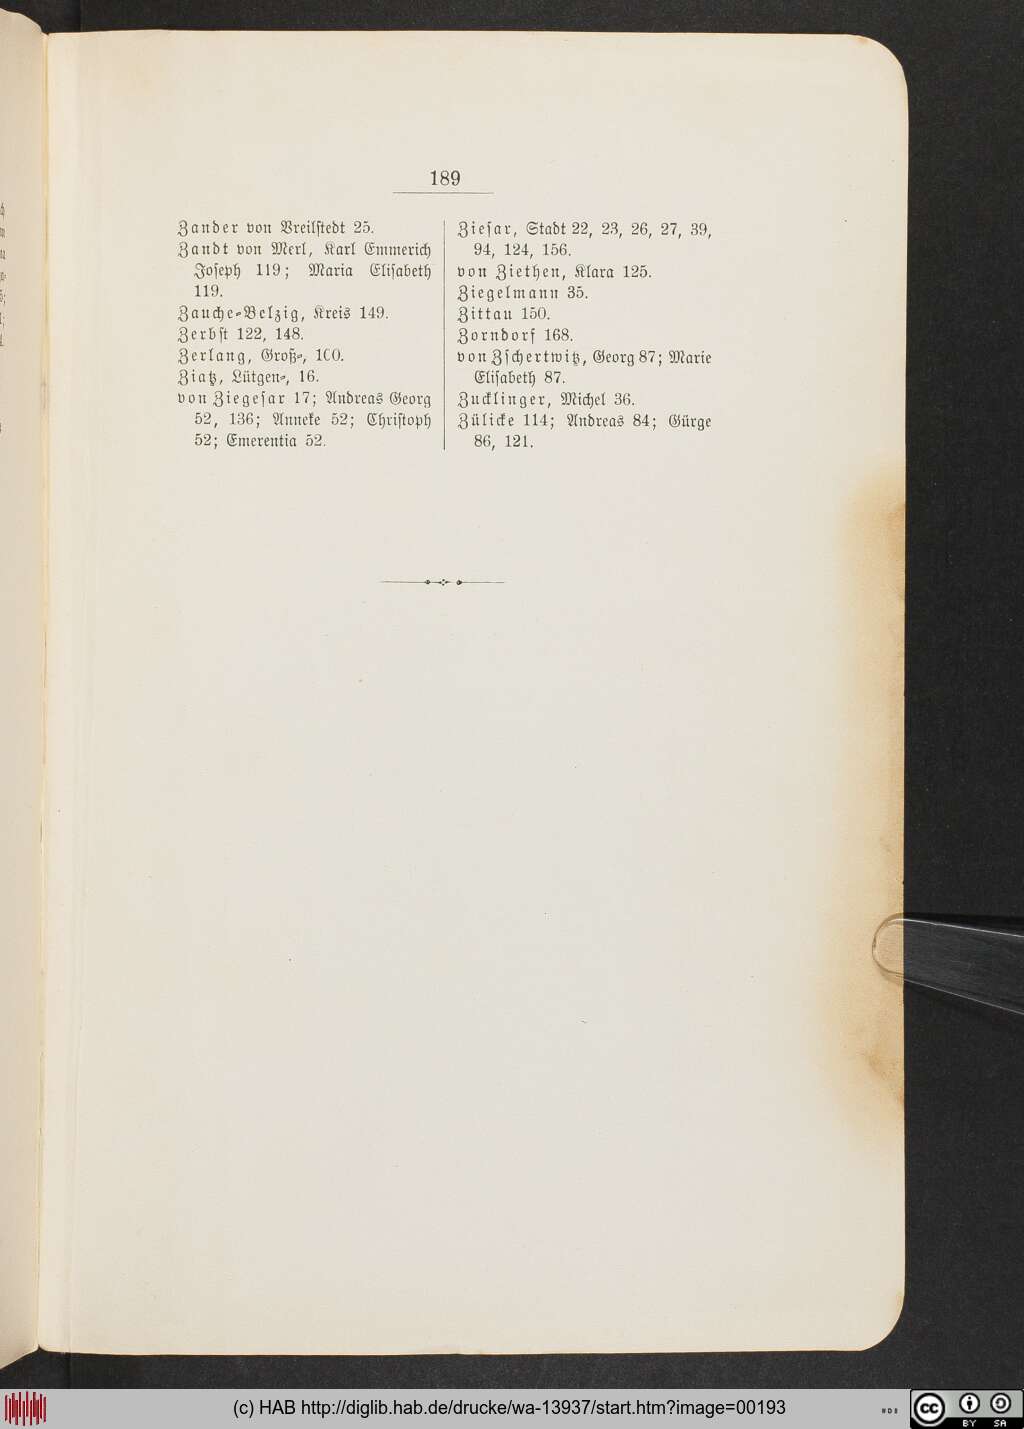 189
Zander von Vreilſtedt 25.
Zandt von Merl, Karl Emmerich
Joſeph 119; Maria Eliſabeth
119.
Zauche-Belzig, Kreis 149.
Zerbſt 122, 148.
Zerlang, Groß-, 100.
Ziatz, Lütgen-, 16.
von Ziegeſar 17; Andreas Georg
52, 136; Anneke 52; Chriſtoph
52; Emerentia 52.
Zieſar, Stadt 22, 23, 26, 27, 39,
94, 124, 156.
von Ziethen, Klara 125.
Ziegelmann 35.
Zittau 150.
Zorndorf 168.
von Zſchertwitz, Georg 87; Marie
Eliſabeth 87.
Zucklinger, Michel 36.
Zülicke 114; Andreas 84; Gürge
86, 121.
(c) HAB http://diglib.hab.de/drucke/wa-13937/start.htm?image=00193
cc BY SA